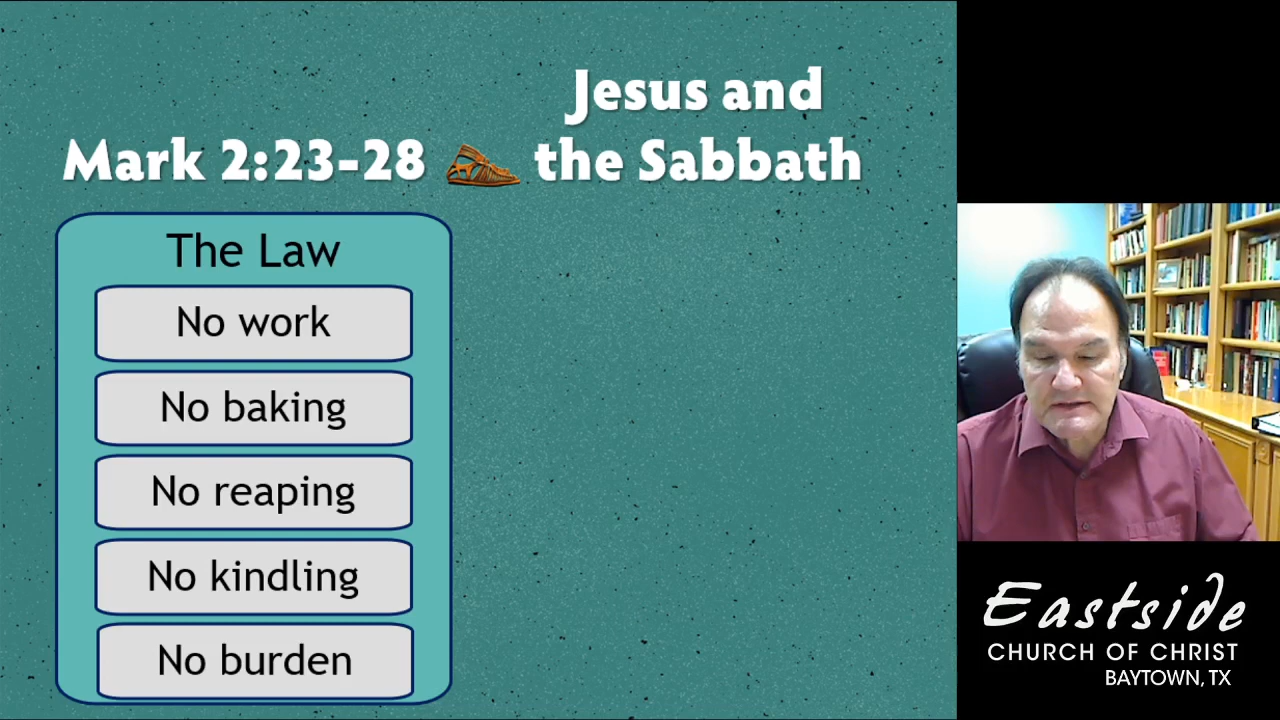 Jesus and
Mark 2:23-28 the Sabbath
The Law
No work
No baking
No reaping
No kindling
No burden
Eastside
CHURCH OF CHRIST
BAYTOWN, TX